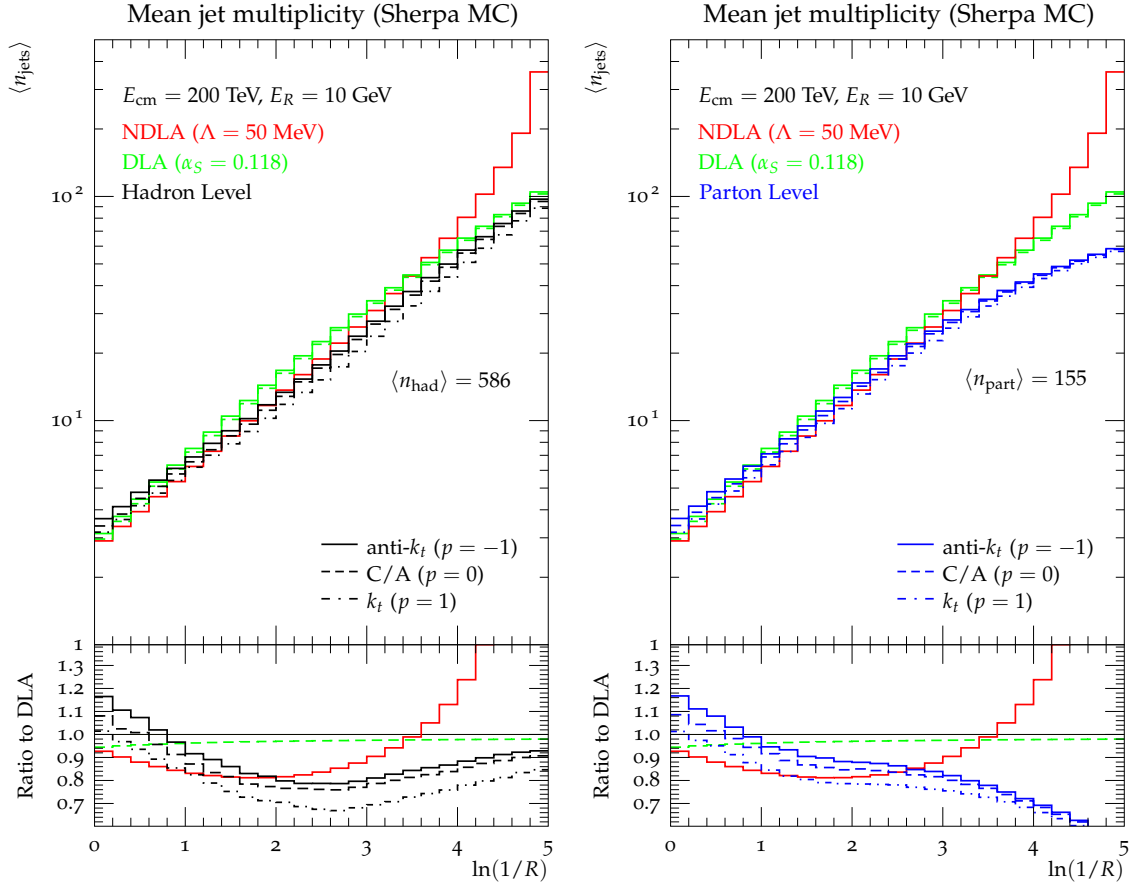 Mean jet multiplicity (Sherpa MC)
⟨n_jets⟩
E_cm = 200 TeV, E_R = 10 GeV
NDLA (Λ = 50 MeV)
DLA (α_S = 0.118)
Hadron Level
10^2
⟨n_had⟩ = 586
10^1
anti-k_t (p = −1)
C/A (p = 0)
k_t (p = 1)
1
1.3
1.2
1.1
1.0
0.9
0.8
0.7
Ratio to DLA
0 1 2 3 4 5
ln(1/R)
Mean jet multiplicity (Sherpa MC)
⟨n_jets⟩
E_cm = 200 TeV, E_R = 10 GeV
NDLA (Λ = 50 MeV)
DLA (α_S = 0.118)
Parton Level
10^2
⟨n_part⟩ = 155
10^1
anti-k_t (p = −1)
C/A (p = 0)
k_t (p = 1)
1
1.3
1.2
1.1
1.0
0.9
0.8
0.7
Ratio to DLA
0 1 2 3 4 5
ln(1/R)